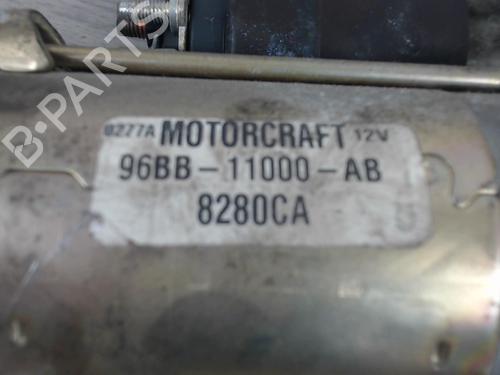 0277A MOTORCRAFT 12V
96BB-11000-AB
8280CA
B-PARTS